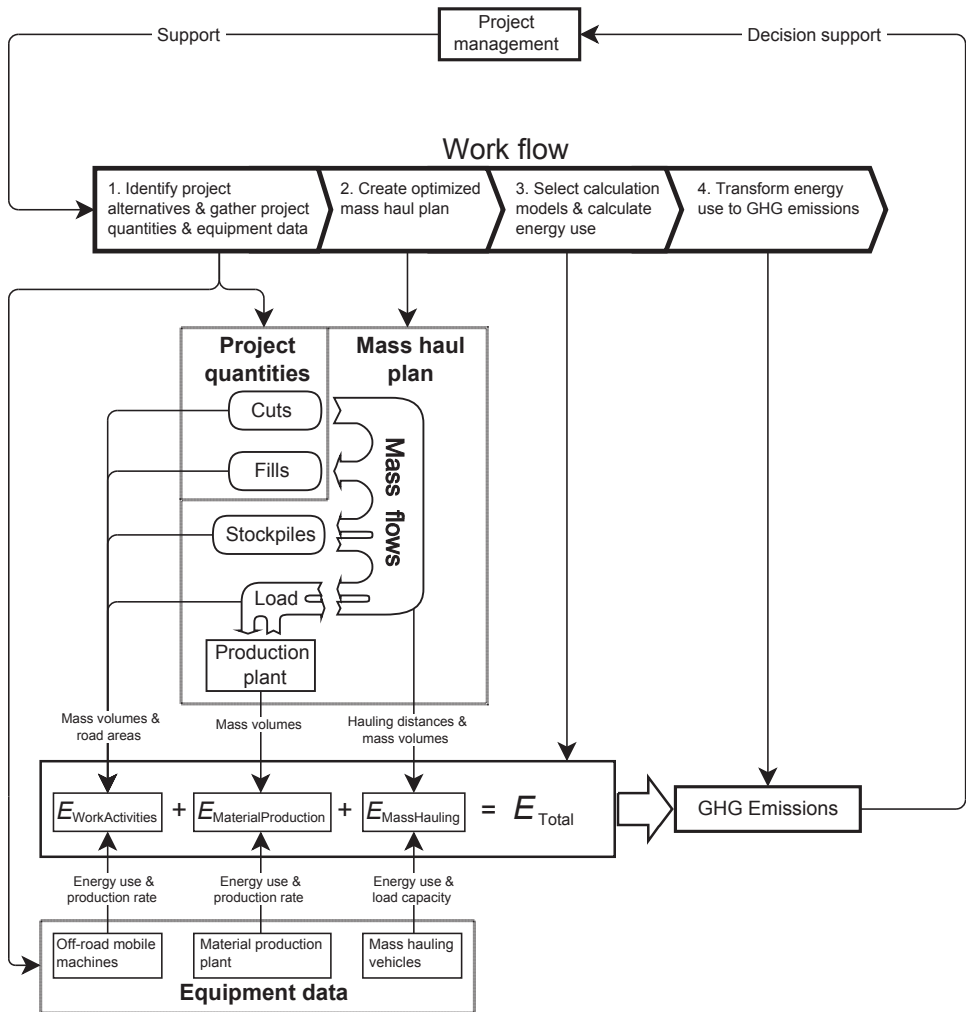 Project
management
Support
Decision support
Work flow
1. Identify project
alternatives & gather project
quantities & equipment data
2. Create optimized
mass haul plan
3. Select calculation
models & calculate
energy use
4. Transform energy
use to GHG emissions
Project
quantities
Mass haul
plan
Cuts
Fills
Stockpiles
Load
Mass flows
Production
plant
Mass volumes &
road areas
Mass volumes
Hauling distances &
mass volumes
E WorkActivities + E MaterialProduction + E MassHauling = E Total
GHG Emissions
Energy use &
production rate
Energy use &
production rate
Energy use &
load capacity
Off-road mobile
machines
Material production
plant
Mass hauling
vehicles
Equipment data